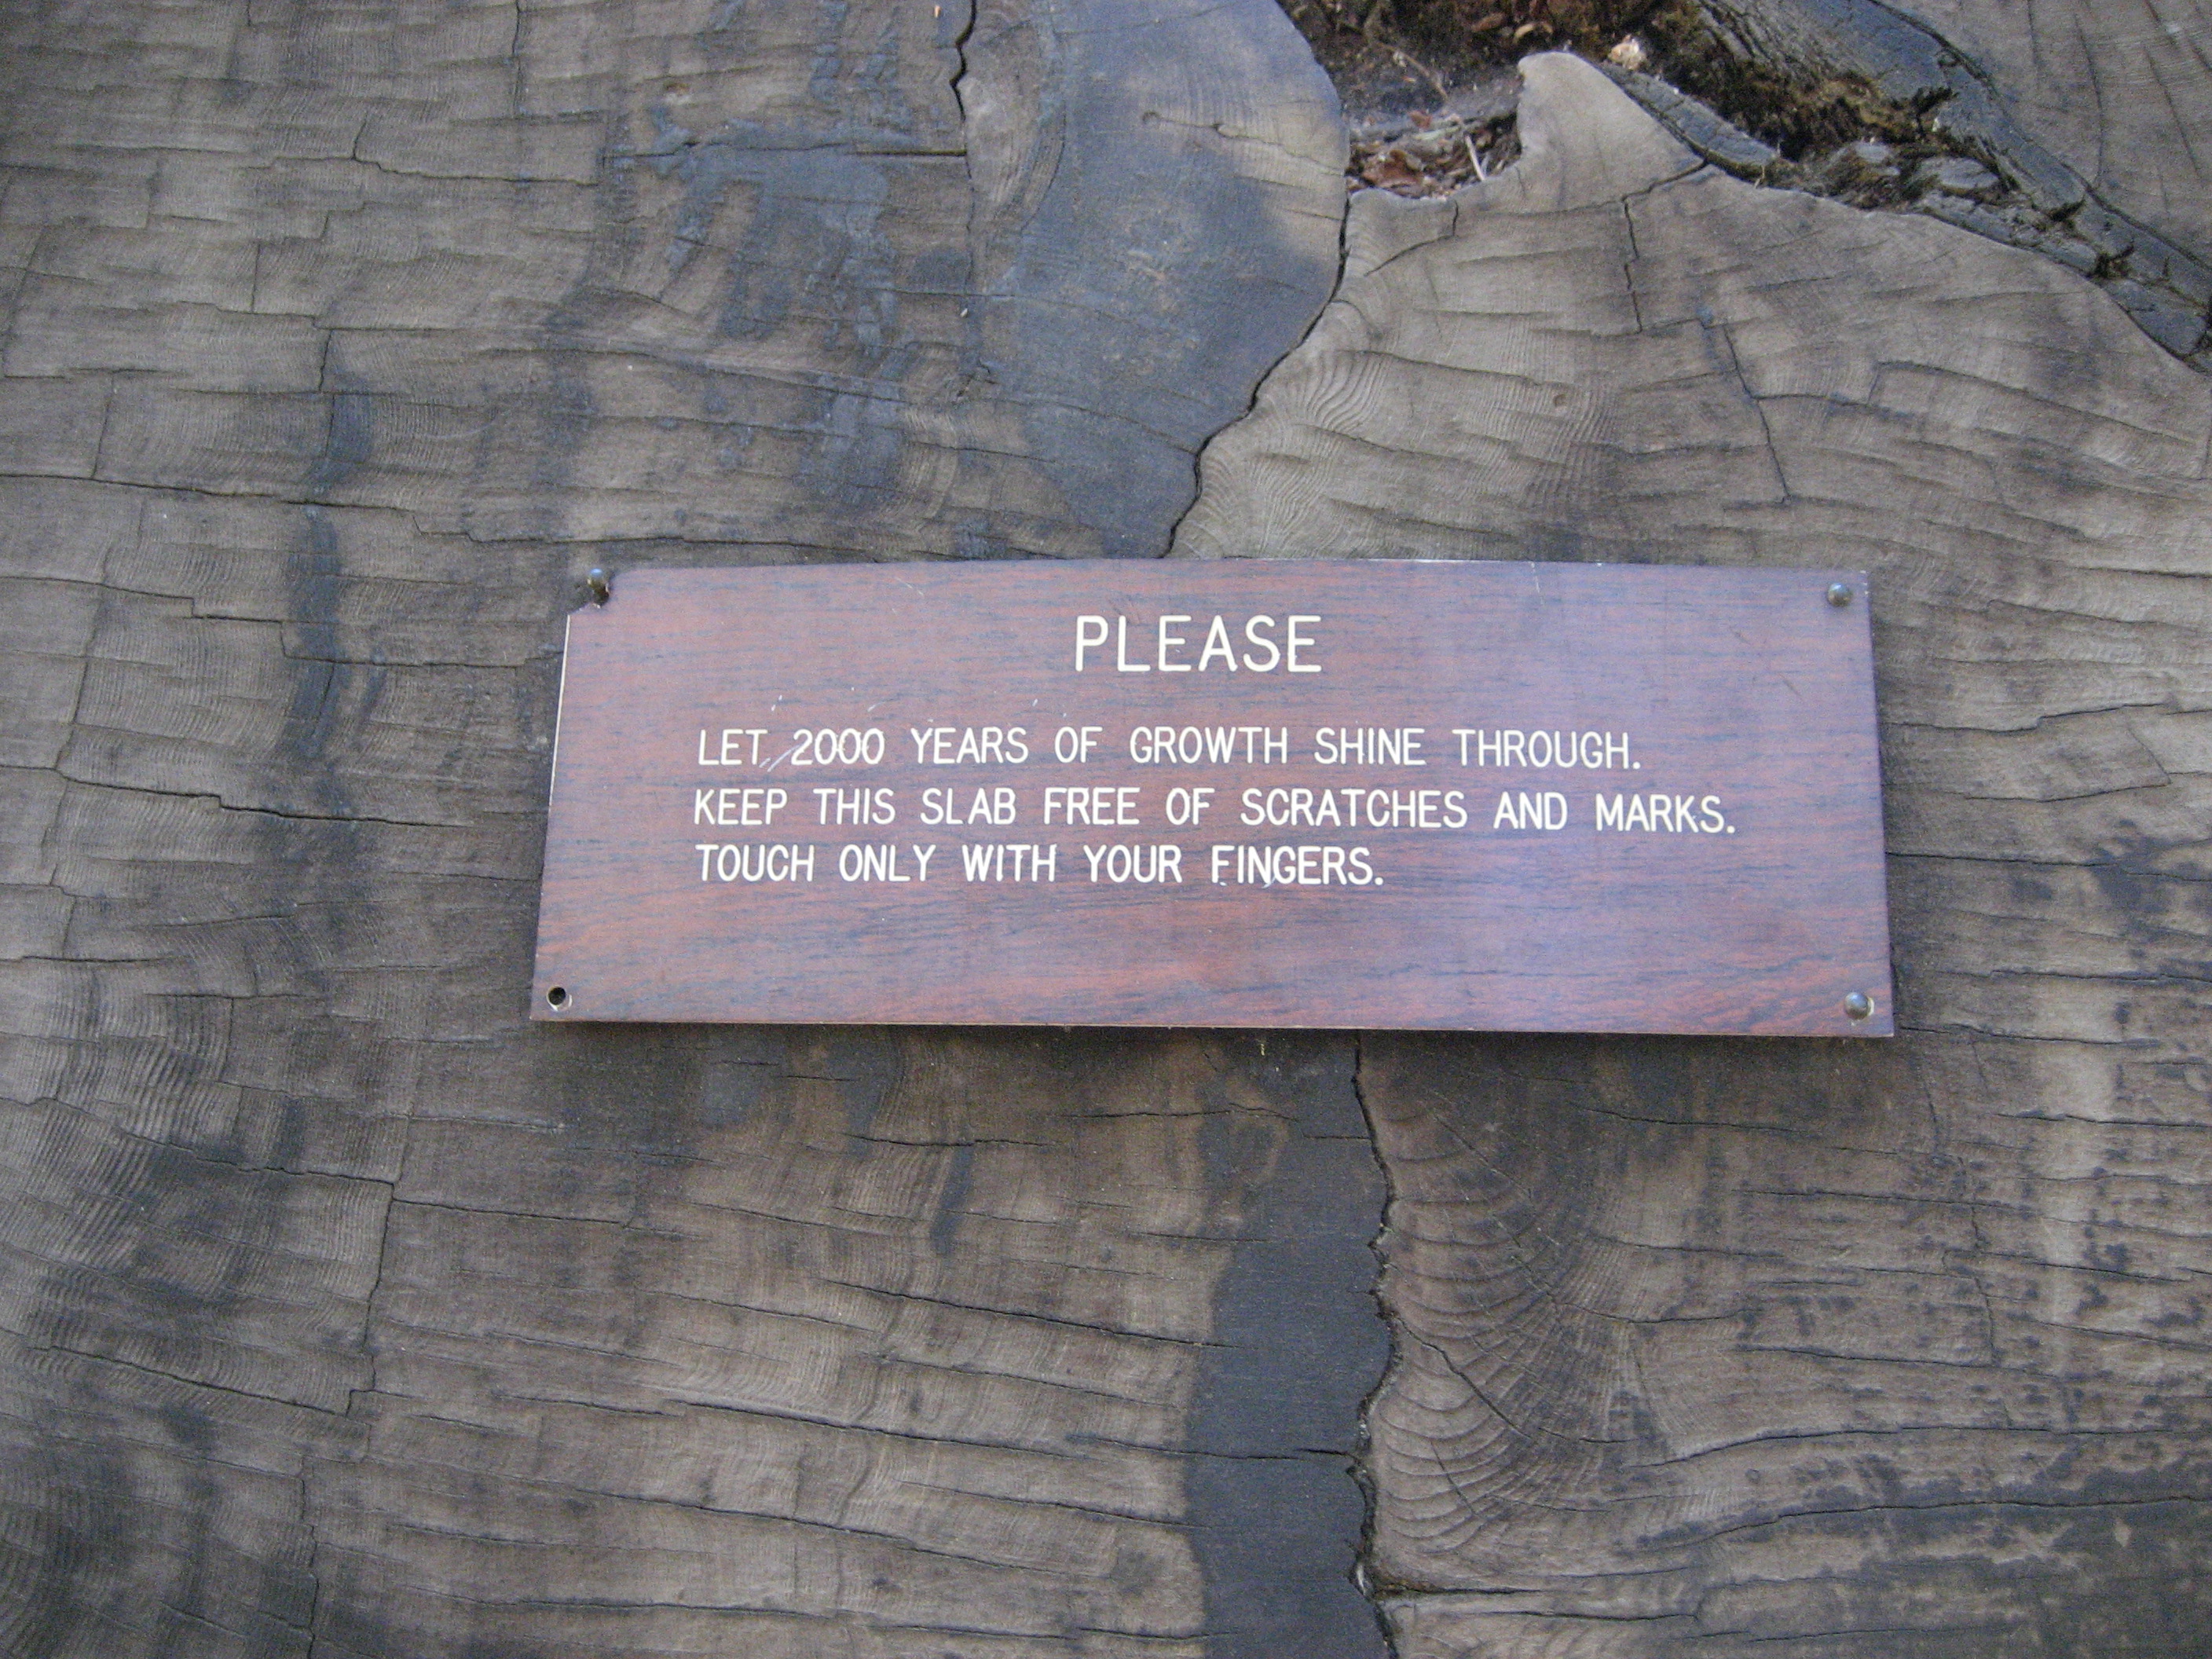 PLEASE
LET 2000 YEARS OF GROWTH SHINE THROUGH.
KEEP THIS SLAB FREE OF SCRATCHES AND MARKS.
TOUCH ONLY WITH YOUR FINGERS.